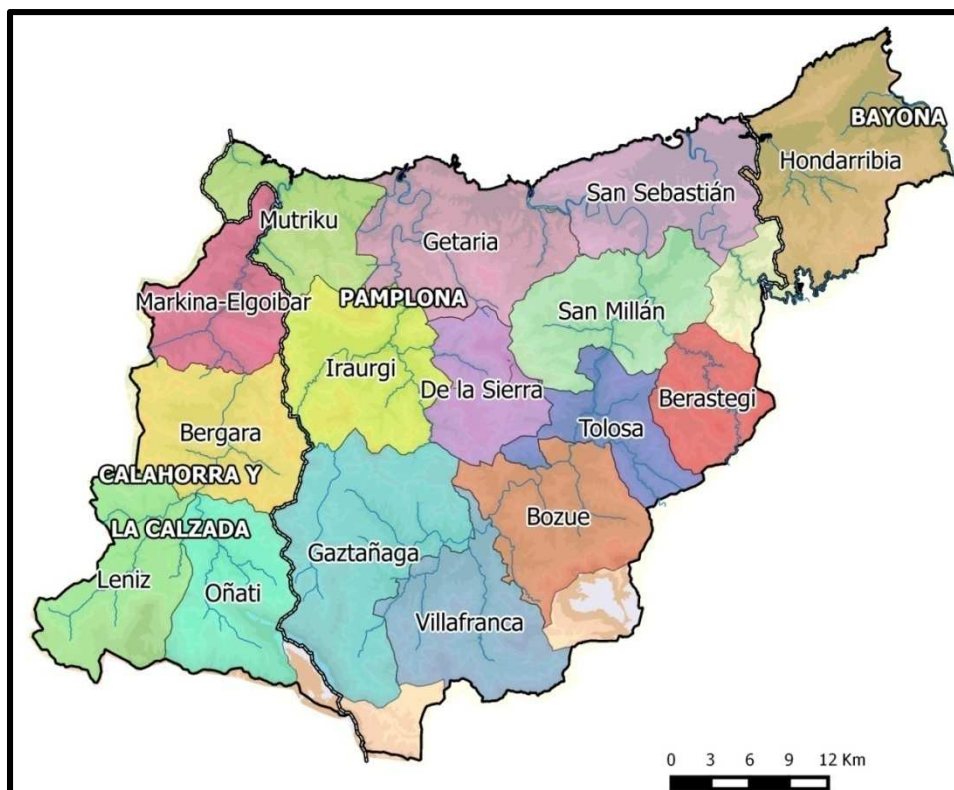 BAYONA
Hondarribia
San Sebastián
Mutriku
Getaria
Markina-Elgoibar
PAMPLONA
San Millán
Iraurgi
De la Sierra
Berastegi
Tolosa
Bergara
CALAHORRA Y
LA CALZADA
Bozue
Gaztañaga
Leniz
Oñati
Villafranca
0 3 6 9 12 Km